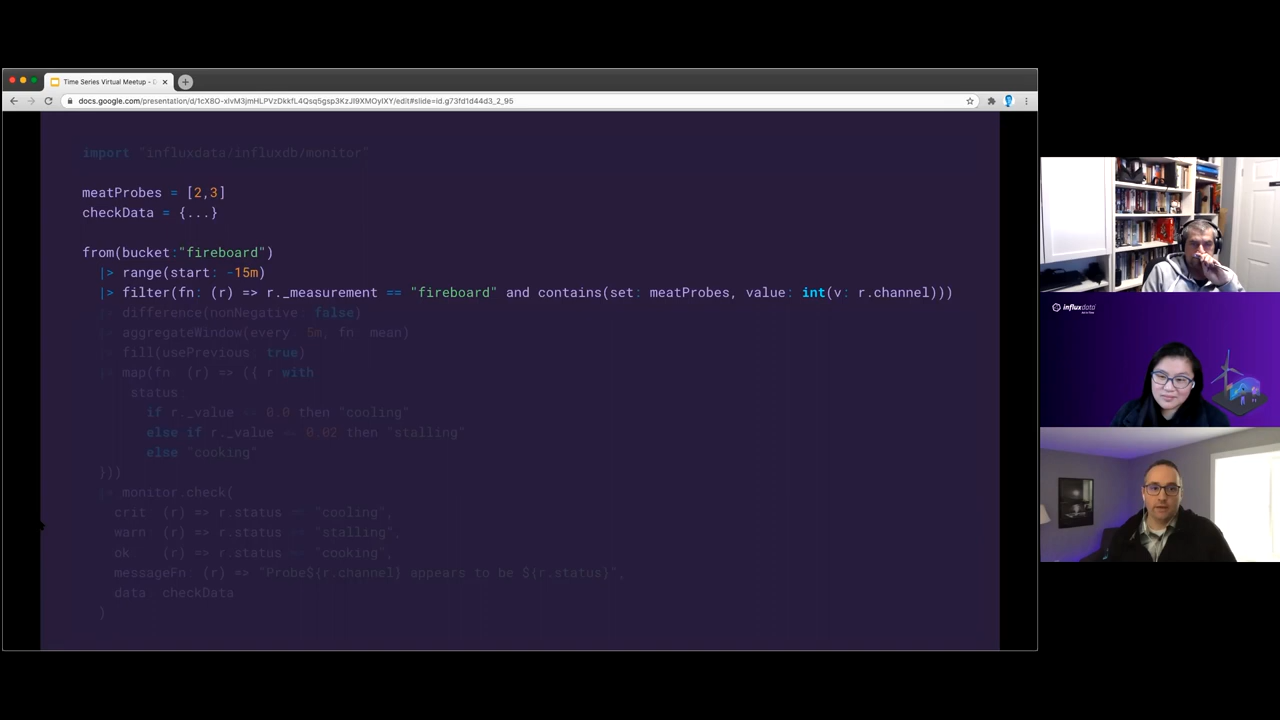 Time Series Virtual Meetup -
docs.google.com/presentation/d/1cX8O-xIvM3jmHLPVzDkkfL4Qsq5gsp3KzJI9XMOyIXY/edit#slide=id.g73fd1d44d3_2_95
import "influxdata/influxdb/monitor"
meatProbes = [2,3]
checkData = {...}
from(bucket:"fireboard")
|> range(start: -15m)
|> filter(fn: (r) => r._measurement == "fireboard" and contains(set: meatProbes, value: int(v: r.channel)))
|> difference(nonNegative: false)
|> aggregateWindow(every: 5m, fn: mean)
|> fill(usePrevious: true)
|> map(fn: (r) => ({ r with
status:
if r._value 0.0 then "cooling"
else if r._value 0.02 then "stalling"
else "cooking"
}))
|> monitor.check(
crit: (r) => r.status == "cooling",
warn: (r) => r.status == "stalling",
ok: (r) => r.status == "cooking",
messageFn: (r) => "Probe${r.channel} appears to be ${r.status}",
data: checkData
)
influxdata